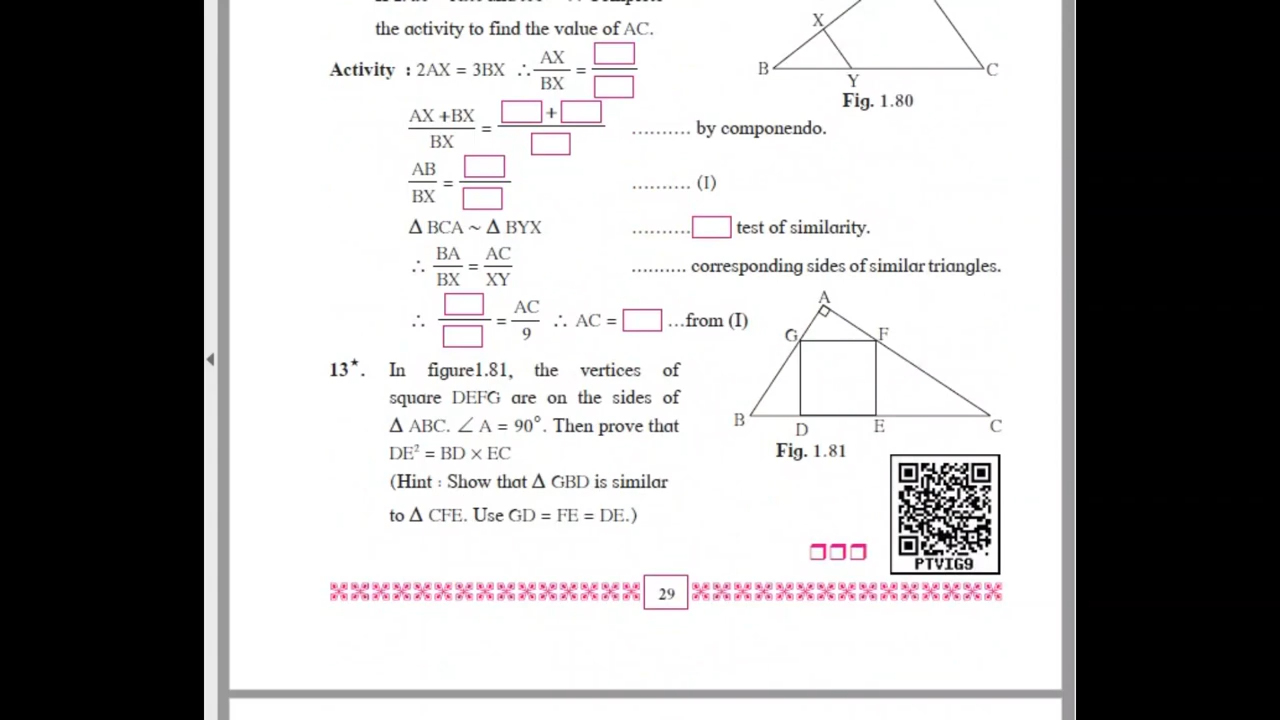 the activity to find the value of AC.
Activity : 2AX = 3BX ∴ AX/BX = □/□
AX +BX/BX = □ + □/□ .......... by componendo.
AB/BX = □/□ .......... (I)
Δ BCA ~ Δ BYX ..........□ test of similarity.
∴ BA/BX = AC/XY .......... corresponding sides of similar triangles.
∴ □/□ = AC/9 ∴ AC = □ ...from (I)
X
B
Y
C
Fig. 1.80
13★. In figure1.81, the vertices of
square DEFG are on the sides of
Δ ABC. ∠ A = 90°. Then prove that
DE² = BD × EC
(Hint : Show that Δ GBD is similar
to Δ CFE. Use GD = FE = DE.)
A
G
F
B
D
E
C
Fig. 1.81
PTVIG9
29